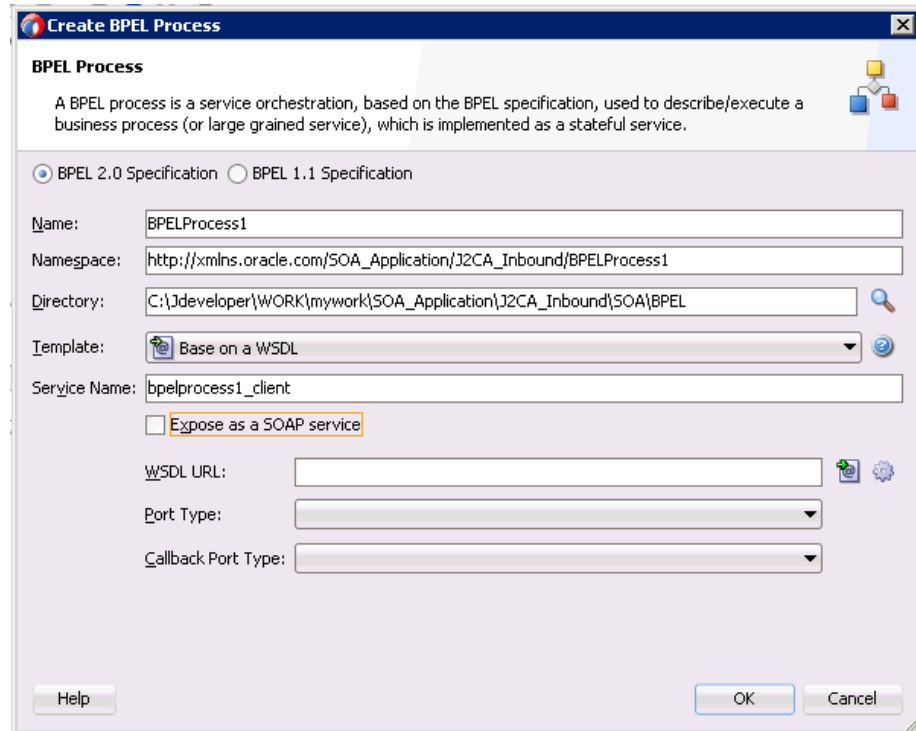 Create BPEL Process
BPEL Process
A BPEL process is a service orchestration, based on the BPEL specification, used to describe/execute a
business process (or large grained service), which is implemented as a stateful service.
BPEL 2.0 Specification BPEL 1.1 Specification
Name: BPELProcess1
Namespace: http://xmlns.oracle.com/SOA_Application/J2CA_Inbound/BPELProcess1
Directory: C:\Jdeveloper\WORK\mywork\SOA_Application\J2CA_Inbound\SOA\BPEL
Template: Base on a WSDL
Service Name: bpelprocess1_client
Expose as a SOAP service
WSDL URL:
Port Type:
Callback Port Type:
Help OK Cancel